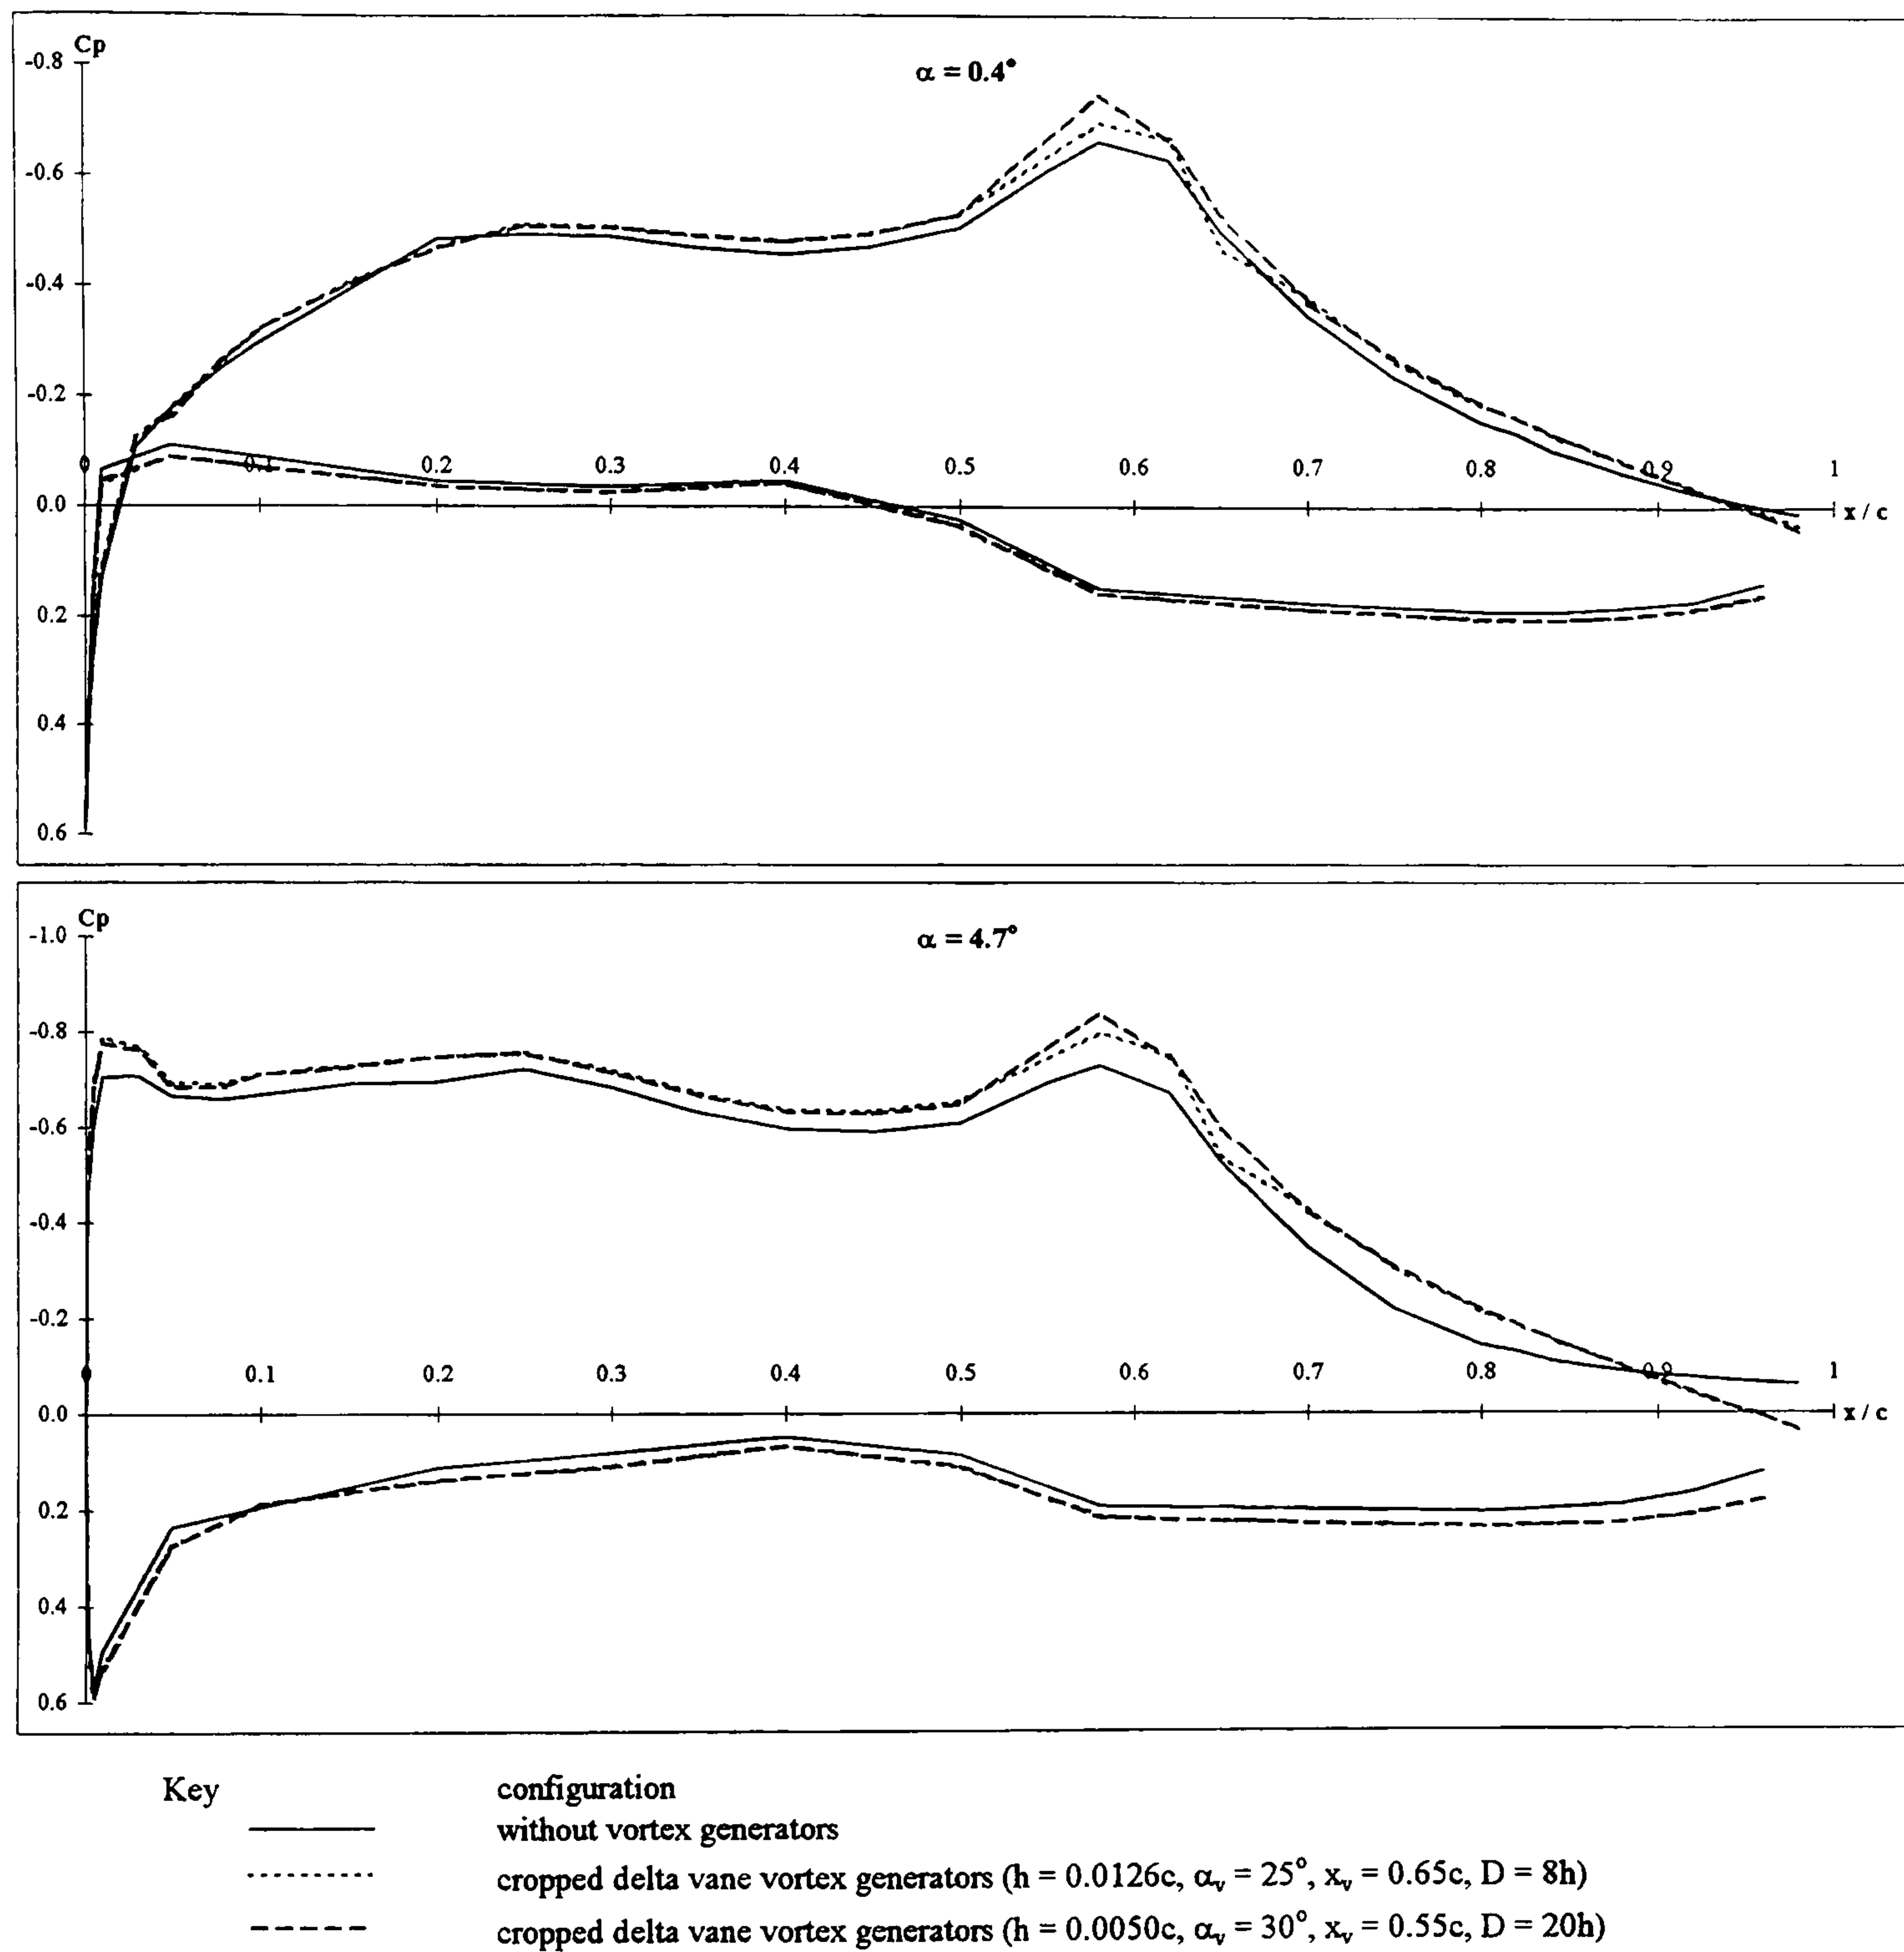 Cp
α = 0.4°
-0.8
-0.6
-0.4
-0.2
0 0.1 0.2 0.3 0.4 0.5 0.6 0.7 0.8 0.9 1
0.0
x / c
0.2
0.4
0.6
Cp
α = 4.7°
-1.0
-0.8
-0.6
-0.4
-0.2
0 0.1 0.2 0.3 0.4 0.5 0.6 0.7 0.8 0.9 1
0.0
x / c
0.2
0.4
0.6
Key configuration
without vortex generators
cropped delta vane vortex generators (h = 0.0126c, αᵥ = 25°, xᵥ = 0.65c, D = 8h)
cropped delta vane vortex generators (h = 0.0050c, αᵥ = 30°, xᵥ = 0.55c, D = 20h)